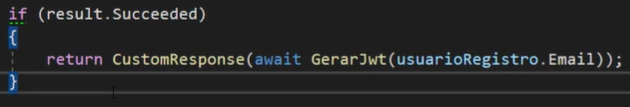 if (result.Succeeded)
{
return CustomResponse(await GerarJwt(usuarioRegistro.Email));
}